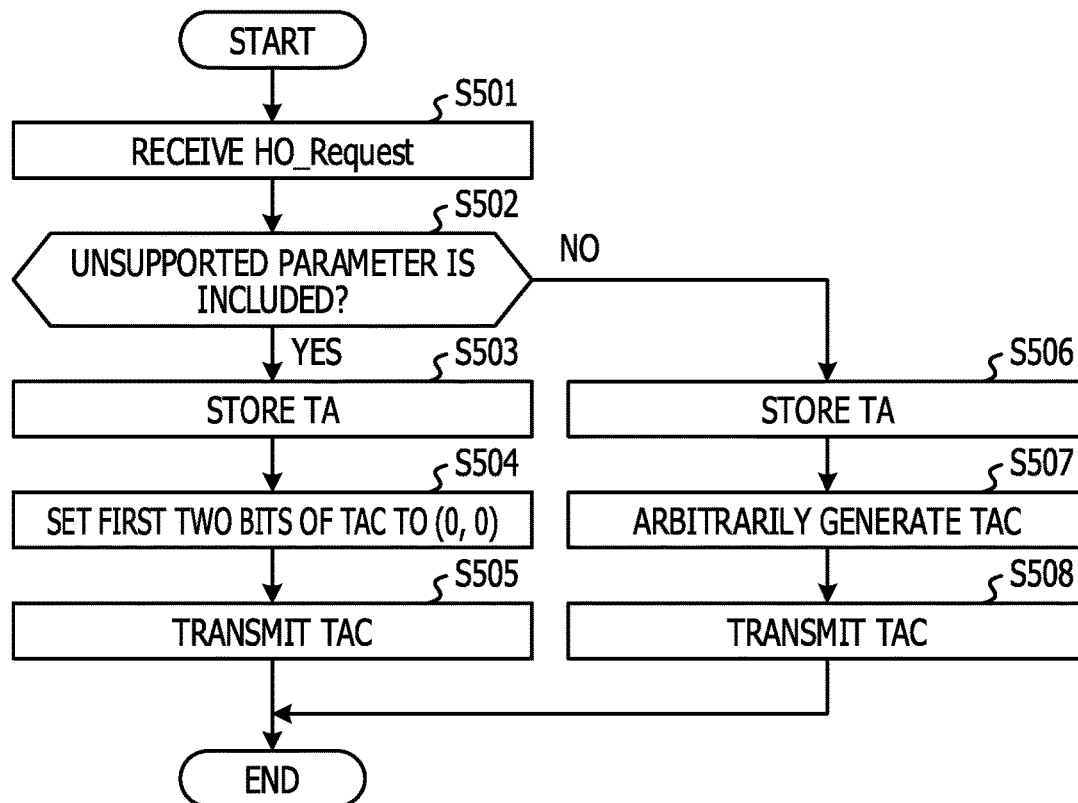 START
S501
RECEIVE HO_Request
S502
UNSUPPORTED PARAMETER IS
INCLUDED?
NO
YES
S503
STORE TA
S504
SET FIRST TWO BITS OF TAC TO (0, 0)
S505
TRANSMIT TAC
S506
STORE TA
S507
ARBITRARILY GENERATE TAC
S508
TRANSMIT TAC
END